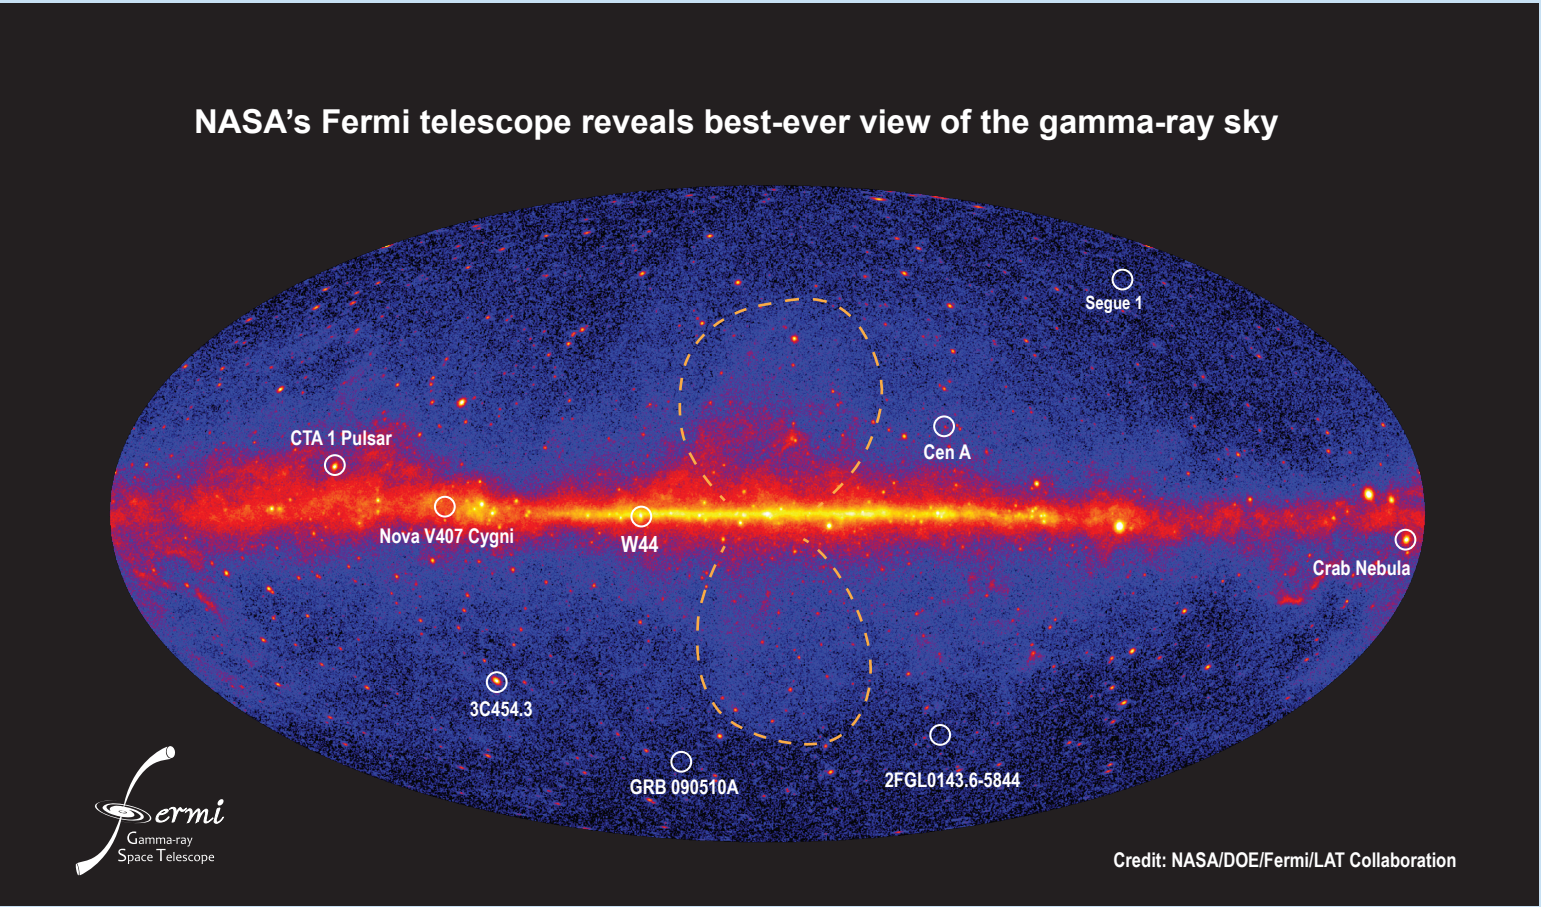 NASA’s Fermi telescope reveals best-ever view of the gamma-ray sky
Segue 1
CTA 1 Pulsar
Cen A
Nova V407 Cygni
W44
Crab Nebula
3C454.3
GRB 090510A
2FGL0143.6-5844
Fermi
Gamma-ray
Space Telescope
Credit: NASA/DOE/Fermi/LAT Collaboration